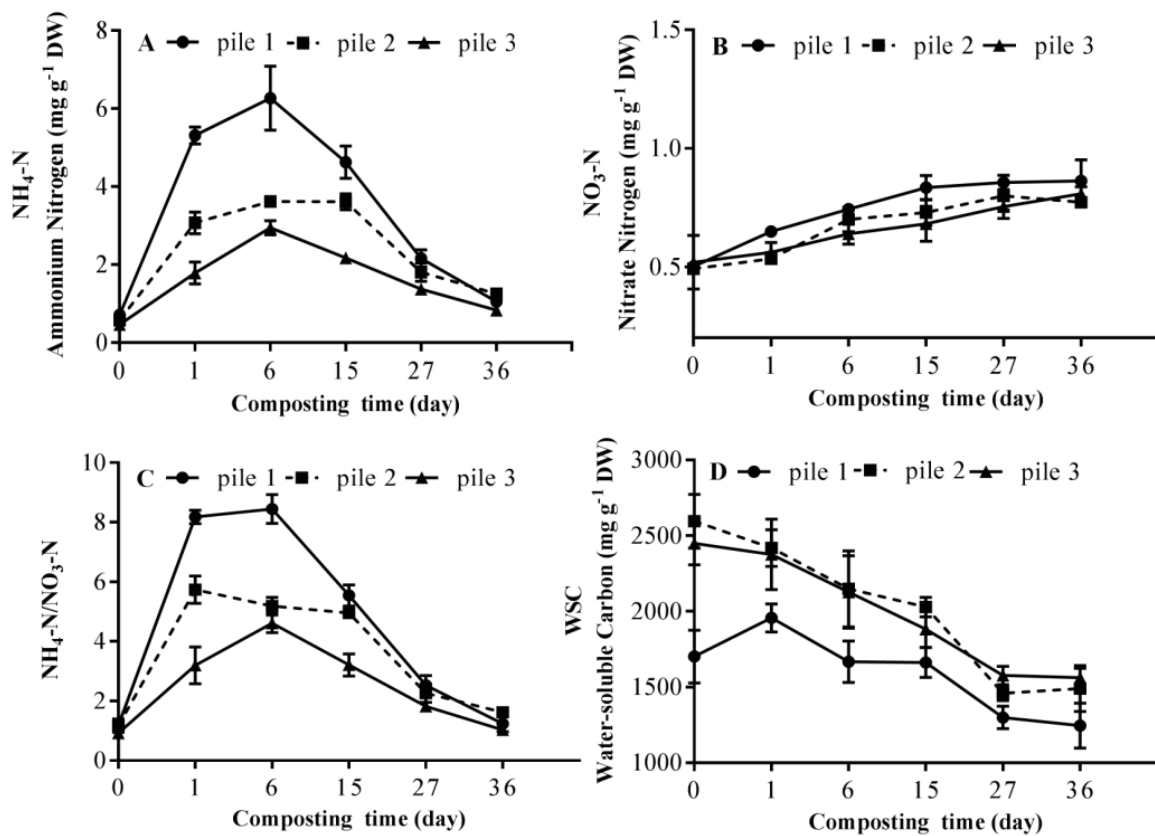 A pile 1 pile 2 pile 3
NH4-N
Ammonium Nitrogen (mg g-1 DW)
8
6
4
2
0
0 1 6 15 27 36
Composting time (day)
B pile 1 pile 2 pile 3
NO3-N
Nitrate Nitrogen (mg g-1 DW)
1.5
1.0
0.5
0 1 6 15 27 36
Composting time (day)
C pile 1 pile 2 pile 3
NH4-N/NO3-N
10
8
6
4
2
0
0 1 6 15 27 36
Composting time (day)
D pile 1 pile 2 pile 3
WSC
Water-soluble Carbon (mg g-1 DW)
3000
2500
2000
1500
1000
0 1 6 15 27 36
Composting time (day)